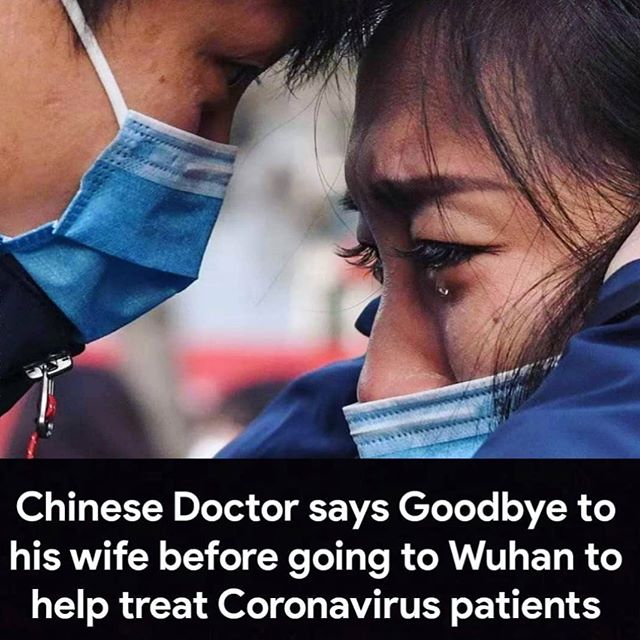 Chinese Doctor says Goodbye to
his wife before going to Wuhan to
help treat Coronavirus patients